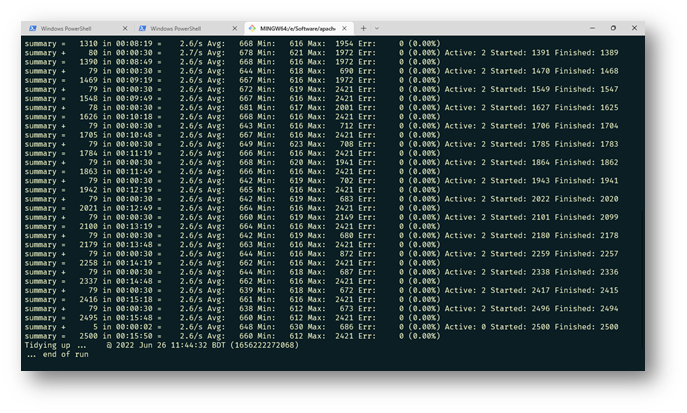 Windows PowerShell
Windows PowerShell
MINGW64:/e/Software/apach
summary = 1310 in 00:08:19 = 2.6/s Avg: 668 Min: 616 Max: 1954 Err: 0 (0.00%)
summary + 80 in 00:00:30 = 2.7/s Avg: 678 Min: 621 Max: 1972 Err: 0 (0.00%) Active: 2 Started: 1391 Finished: 1389
summary = 1390 in 00:08:49 = 2.6/s Avg: 668 Min: 616 Max: 1972 Err: 0 (0.00%)
summary + 79 in 00:00:30 = 2.6/s Avg: 644 Min: 618 Max: 690 Err: 0 (0.00%) Active: 2 Started: 1470 Finished: 1468
summary = 1469 in 00:09:19 = 2.6/s Avg: 667 Min: 616 Max: 1972 Err: 0 (0.00%)
summary + 79 in 00:00:30 = 2.6/s Avg: 672 Min: 619 Max: 2421 Err: 0 (0.00%) Active: 2 Started: 1549 Finished: 1547
summary = 1548 in 00:09:49 = 2.6/s Avg: 667 Min: 616 Max: 2421 Err: 0 (0.00%)
summary + 78 in 00:00:30 = 2.6/s Avg: 681 Min: 617 Max: 2001 Err: 0 (0.00%) Active: 2 Started: 1627 Finished: 1625
summary = 1626 in 00:10:18 = 2.6/s Avg: 668 Min: 616 Max: 2421 Err: 0 (0.00%)
summary + 79 in 00:00:30 = 2.6/s Avg: 643 Min: 616 Max: 712 Err: 0 (0.00%) Active: 2 Started: 1706 Finished: 1704
summary = 1705 in 00:10:48 = 2.6/s Avg: 667 Min: 616 Max: 2421 Err: 0 (0.00%)
summary + 79 in 00:00:30 = 2.6/s Avg: 649 Min: 623 Max: 708 Err: 0 (0.00%) Active: 2 Started: 1785 Finished: 1783
summary = 1784 in 00:11:19 = 2.6/s Avg: 666 Min: 616 Max: 2421 Err: 0 (0.00%)
summary + 79 in 00:00:30 = 2.6/s Avg: 668 Min: 620 Max: 1941 Err: 0 (0.00%) Active: 2 Started: 1864 Finished: 1862
summary = 1863 in 00:11:49 = 2.6/s Avg: 666 Min: 616 Max: 2421 Err: 0 (0.00%)
summary + 79 in 00:00:30 = 2.6/s Avg: 642 Min: 619 Max: 702 Err: 0 (0.00%) Active: 2 Started: 1943 Finished: 1941
summary = 1942 in 00:12:19 = 2.6/s Avg: 665 Min: 616 Max: 2421 Err: 0 (0.00%)
summary + 79 in 00:00:30 = 2.6/s Avg: 642 Min: 619 Max: 683 Err: 0 (0.00%) Active: 2 Started: 2022 Finished: 2020
summary = 2021 in 00:12:49 = 2.6/s Avg: 664 Min: 616 Max: 2421 Err: 0 (0.00%)
summary + 79 in 00:00:30 = 2.6/s Avg: 660 Min: 619 Max: 2149 Err: 0 (0.00%) Active: 2 Started: 2101 Finished: 2099
summary = 2100 in 00:13:19 = 2.6/s Avg: 664 Min: 616 Max: 2421 Err: 0 (0.00%)
summary + 79 in 00:00:30 = 2.6/s Avg: 642 Min: 619 Max: 680 Err: 0 (0.00%) Active: 2 Started: 2180 Finished: 2178
summary = 2179 in 00:13:48 = 2.6/s Avg: 663 Min: 616 Max: 2421 Err: 0 (0.00%)
summary + 79 in 00:00:30 = 2.6/s Avg: 644 Min: 616 Max: 872 Err: 0 (0.00%) Active: 2 Started: 2259 Finished: 2257
summary = 2258 in 00:14:19 = 2.6/s Avg: 662 Min: 616 Max: 2421 Err: 0 (0.00%)
summary + 79 in 00:00:30 = 2.6/s Avg: 644 Min: 618 Max: 687 Err: 0 (0.00%) Active: 2 Started: 2338 Finished: 2336
summary = 2337 in 00:14:48 = 2.6/s Avg: 662 Min: 616 Max: 2421 Err: 0 (0.00%)
summary + 79 in 00:00:30 = 2.6/s Avg: 639 Min: 618 Max: 672 Err: 0 (0.00%) Active: 2 Started: 2417 Finished: 2415
summary = 2416 in 00:15:18 = 2.6/s Avg: 661 Min: 616 Max: 2421 Err: 0 (0.00%)
summary + 79 in 00:00:30 = 2.6/s Avg: 638 Min: 612 Max: 673 Err: 0 (0.00%) Active: 2 Started: 2496 Finished: 2494
summary = 2495 in 00:15:48 = 2.6/s Avg: 660 Min: 612 Max: 2421 Err: 0 (0.00%)
summary + 5 in 00:00:02 = 2.6/s Avg: 648 Min: 630 Max: 686 Err: 0 (0.00%) Active: 0 Started: 2500 Finished: 2500
summary = 2500 in 00:15:50 = 2.6/s Avg: 660 Min: 612 Max: 2421 Err: 0 (0.00%)
Tidying up ... @ 2022 Jun 26 11:44:32 BDT (1656222272068)
... end of run